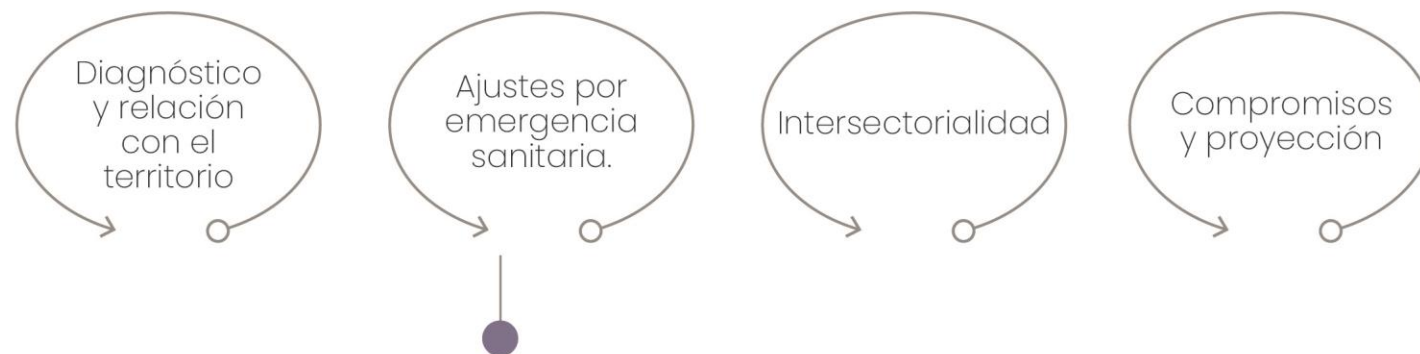 Diagnóstico
y relación
con el
territorio
Ajustes por
emergencia
sanitaria.
Intersectorialidad
Compromisos
y proyección